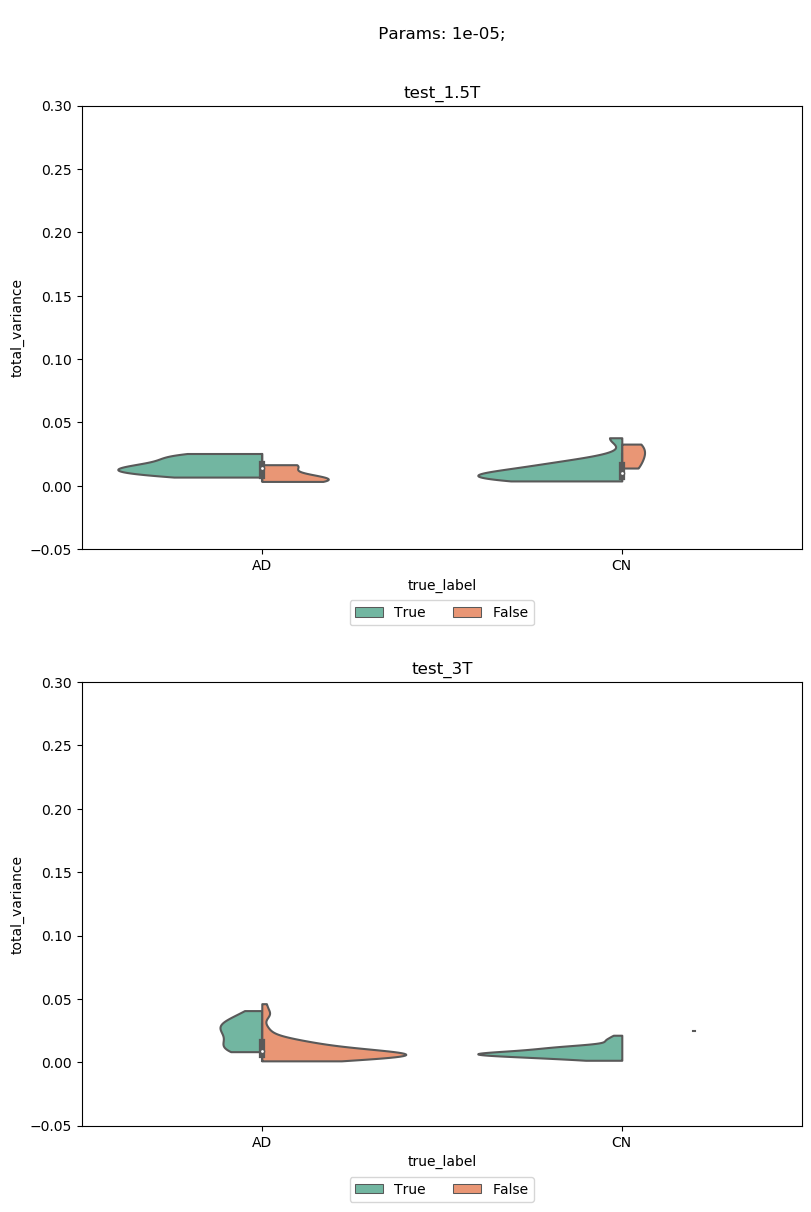 Params: 1e-05;
test_1.5T
0.30
0.25
0.20
0.15
0.10
0.05
0.00
−0.05
total_variance
AD CN
true_label
True False
test_3T
0.30
0.25
0.20
0.15
0.10
0.05
0.00
−0.05
total_variance
AD CN
true_label
True False